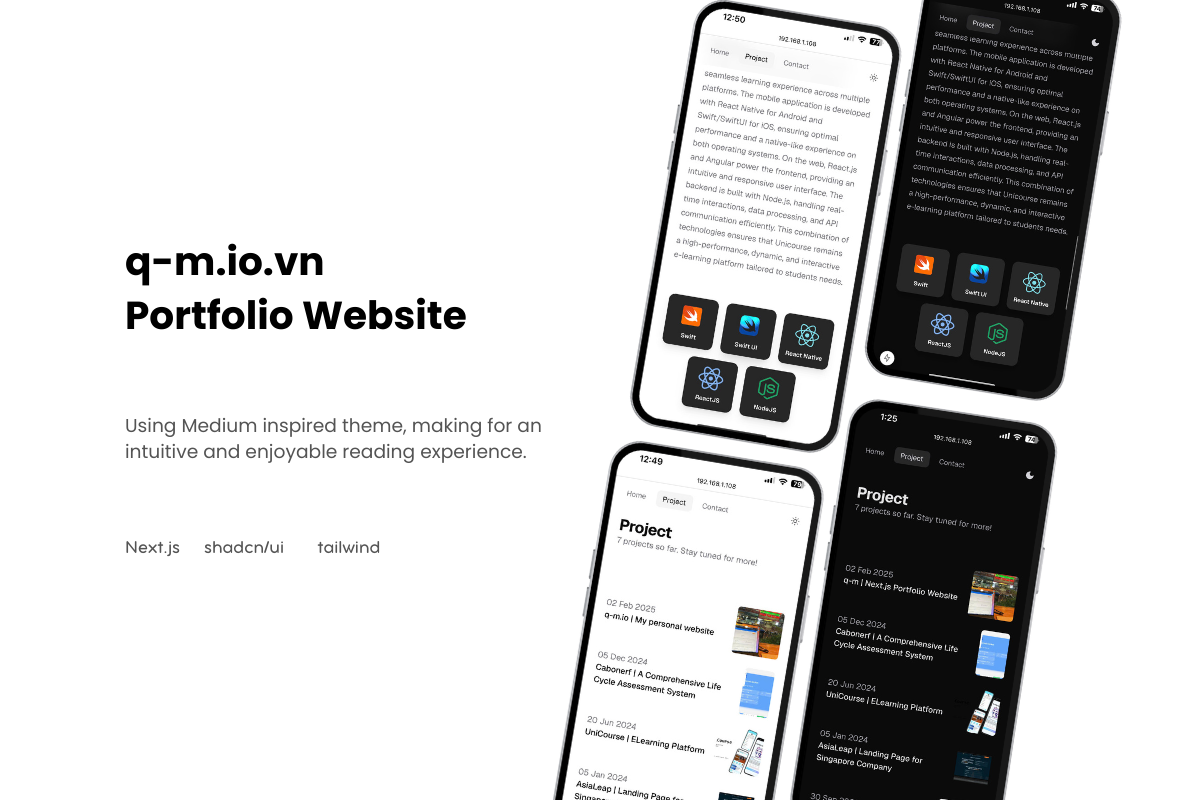 q-m.io.vn
Portfolio Website
Using Medium inspired theme, making for an
intuitive and enjoyable reading experience.
Next.js shadcn/ui tailwind
12:50
77
192.168.1.108
Home Project Contact
seamless learning experience across multiple
platforms. The mobile application is developed
with React Native for Android and
Swift/SwiftUI for iOS, ensuring optimal
performance and a native-like experience on
both operating systems. On the web, React.js
and Angular power the frontend, providing an
intuitive and responsive user interface. The
backend is built with Node.js, handling real-
time interactions, data processing, and API
communication efficiently. This combination of
technologies ensures that Unicourse remains
a high-performance, dynamic, and interactive
e-learning platform tailored to students needs.
Swift Swift UI React Native
ReactJS NodeJS
192.168.1.108
74
Home Project Contact
seamless learning experience across multiple
platforms. The mobile application is developed
with React Native for Android and
Swift/SwiftUI for iOS, ensuring optimal
performance and a native-like experience on
both operating systems. On the web, React.js
and Angular power the frontend, providing an
intuitive and responsive user interface. The
backend is built with Node.js, handling real-
time interactions, data processing, and API
communication efficiently. This combination of
technologies ensures that Unicourse remains
a high-performance, dynamic, and interactive
e-learning platform tailored to students needs.
Swift Swift UI React Native
ReactJS NodeJS
12:49
192.168.1.108
Home Project Contact
Project
7 projects so far. Stay tuned for more!
02 Feb 2025
q-m.io | My personal website
05 Dec 2024
Cabonerf | A Comprehensive Life
Cycle Assessment System
20 Jun 2024
UniCourse | ELearning Platform
05 Jan 2024
AsiaLeap | Landing Page for
Singapore Company
1:25
74
192.168.1.108
Home Project Contact
Project
7 projects so far. Stay tuned for more!
02 Feb 2025
q-m | Next.js Portfolio Website
05 Dec 2024
Cabonerf | A Comprehensive Life
Cycle Assessment System
20 Jun 2024
UniCourse | ELearning Platform
05 Jan 2024
AsiaLeap | Landing Page for
Singapore Company
30 Sep